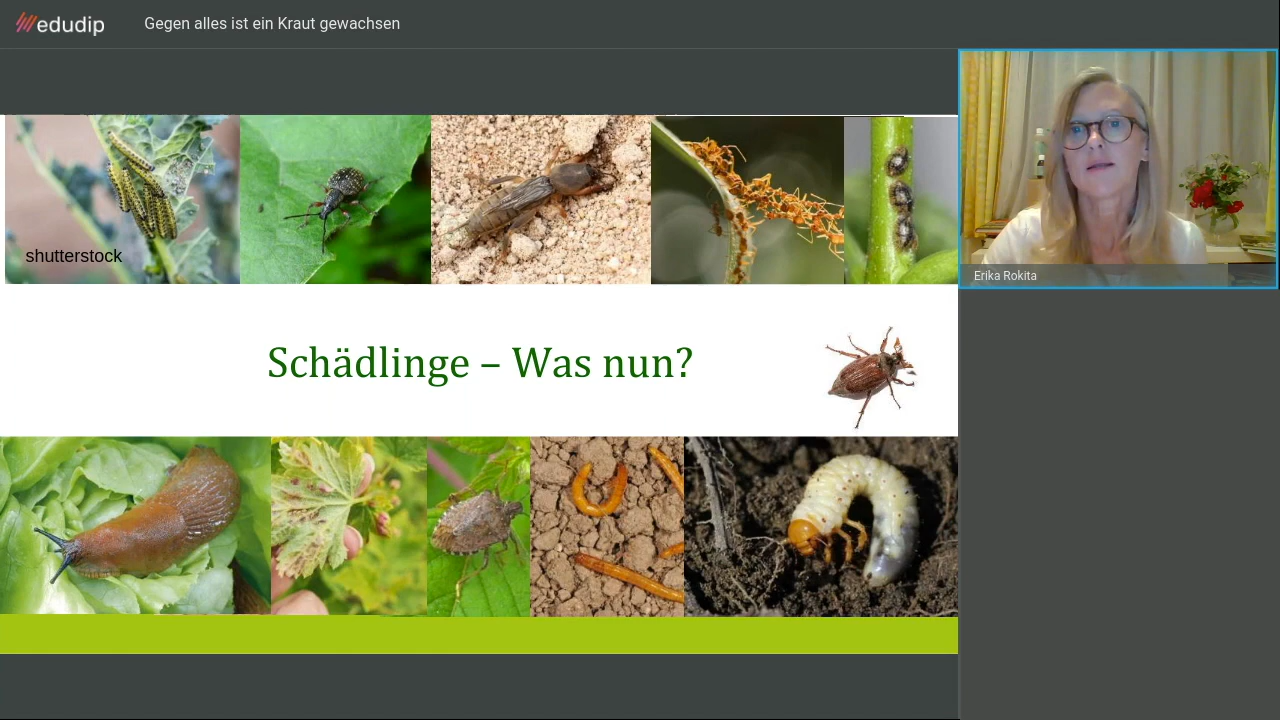 edudip
Gegen alles ist ein Kraut gewachsen
shutterstock
Schädlinge – Was nun?
Erika Rokita